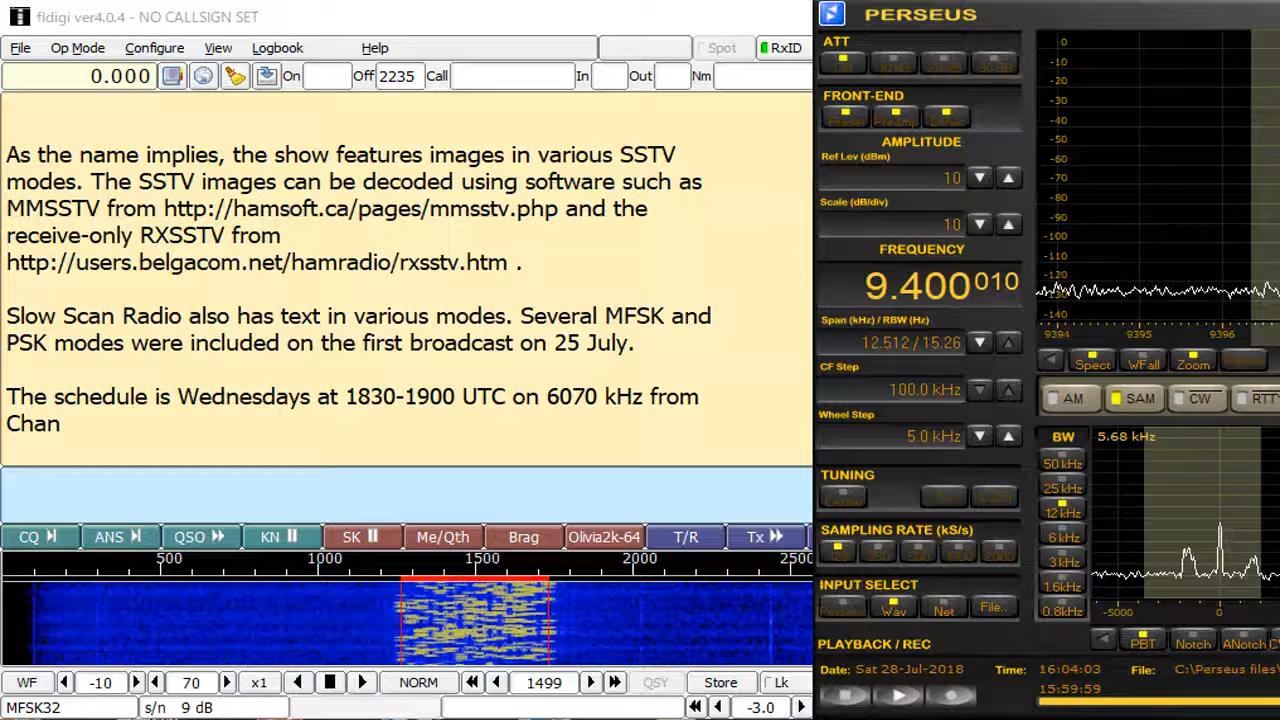 fldigi ver4.0.4 - NO CALLSIGN SET
File Op Mode Configure View Logbook Help Spot RxID
0.000 On Off 2235 Call In Out Nm
As the name implies, the show features images in various SSTV
modes. The SSTV images can be decoded using software such as
MMSSTV from http://hamsoft.ca/pages/mmsstv.php and the
receive-only RXSSTV from
http://users.belgacom.net/hamradio/rxsstv.htm .
Slow Scan Radio also has text in various modes. Several MFSK and
PSK modes were included on the first broadcast on 25 July.
The schedule is Wednesdays at 1830-1900 UTC on 6070 kHz from
Chan
CQ ANS QSO KN SK Me/Qth Brag Olivia2k-64 T/R Tx
500 1000 1500 2000 2500
WF -10 70 x1 NORM 1499 QSY Store Lk
MFSK32 s/n 9 dB -3.0
PERSEUS
ATT
FRONT-END
AMPLITUDE
Ref Lev (dBm)
10
Scale (dB/div)
10
FREQUENCY
9.400010
Span (kHz) / RBW (Hz)
12.512 / 15.26
CF Step
100.0 kHz
Wheel Step
5.0 kHz
TUNING
Center
SAMPLING RATE (kS/s)
INPUT SELECT
Perseus Wav Net File..
PLAYBACK / REC
Date: Sat 28-Jul-2018 Time: 16:04:03 File: C:\Perseus files\
15:59:59
0
-10
-20
-30
-40
-50
-60
-70
-80
-90
-100
-110
-120
-130
-140
9394 9395 9396
Spect WFall Zoom
AM SAM CW RTT
BW 5.68 kHz
50 kHz
25 kHz
12 kHz
6 kHz
3 kHz
1.6kHz
0.8kHz
-5000 0
PBT Notch ANotch